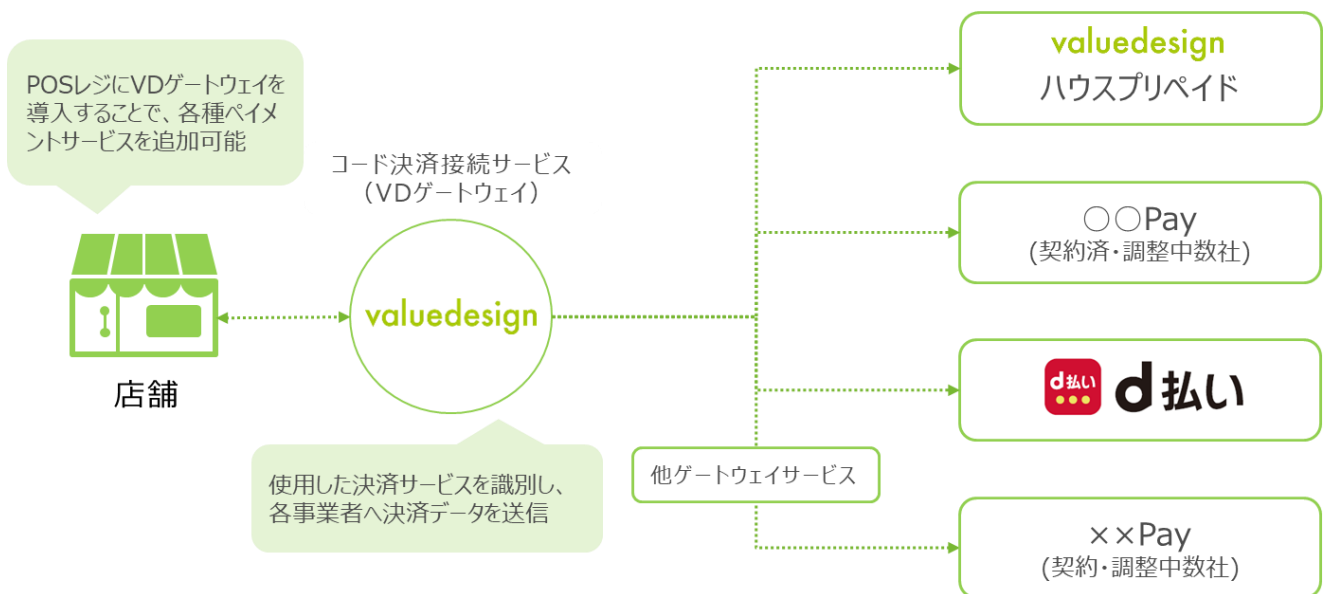 POSレジにVDゲートウェイを
導入することで、各種ペイメ
ントサービスを追加可能
コード決済接続サービス
（VDゲートウェイ）
valuedesign
店舗
使用した決済サービスを識別し、
各事業者へ決済データを送信
他ゲートウェイサービス
valuedesign
ハウスプリペイド
○○Pay
(契約済・調整中数社)
d払い
d払い
××Pay
(契約・調整中数社)